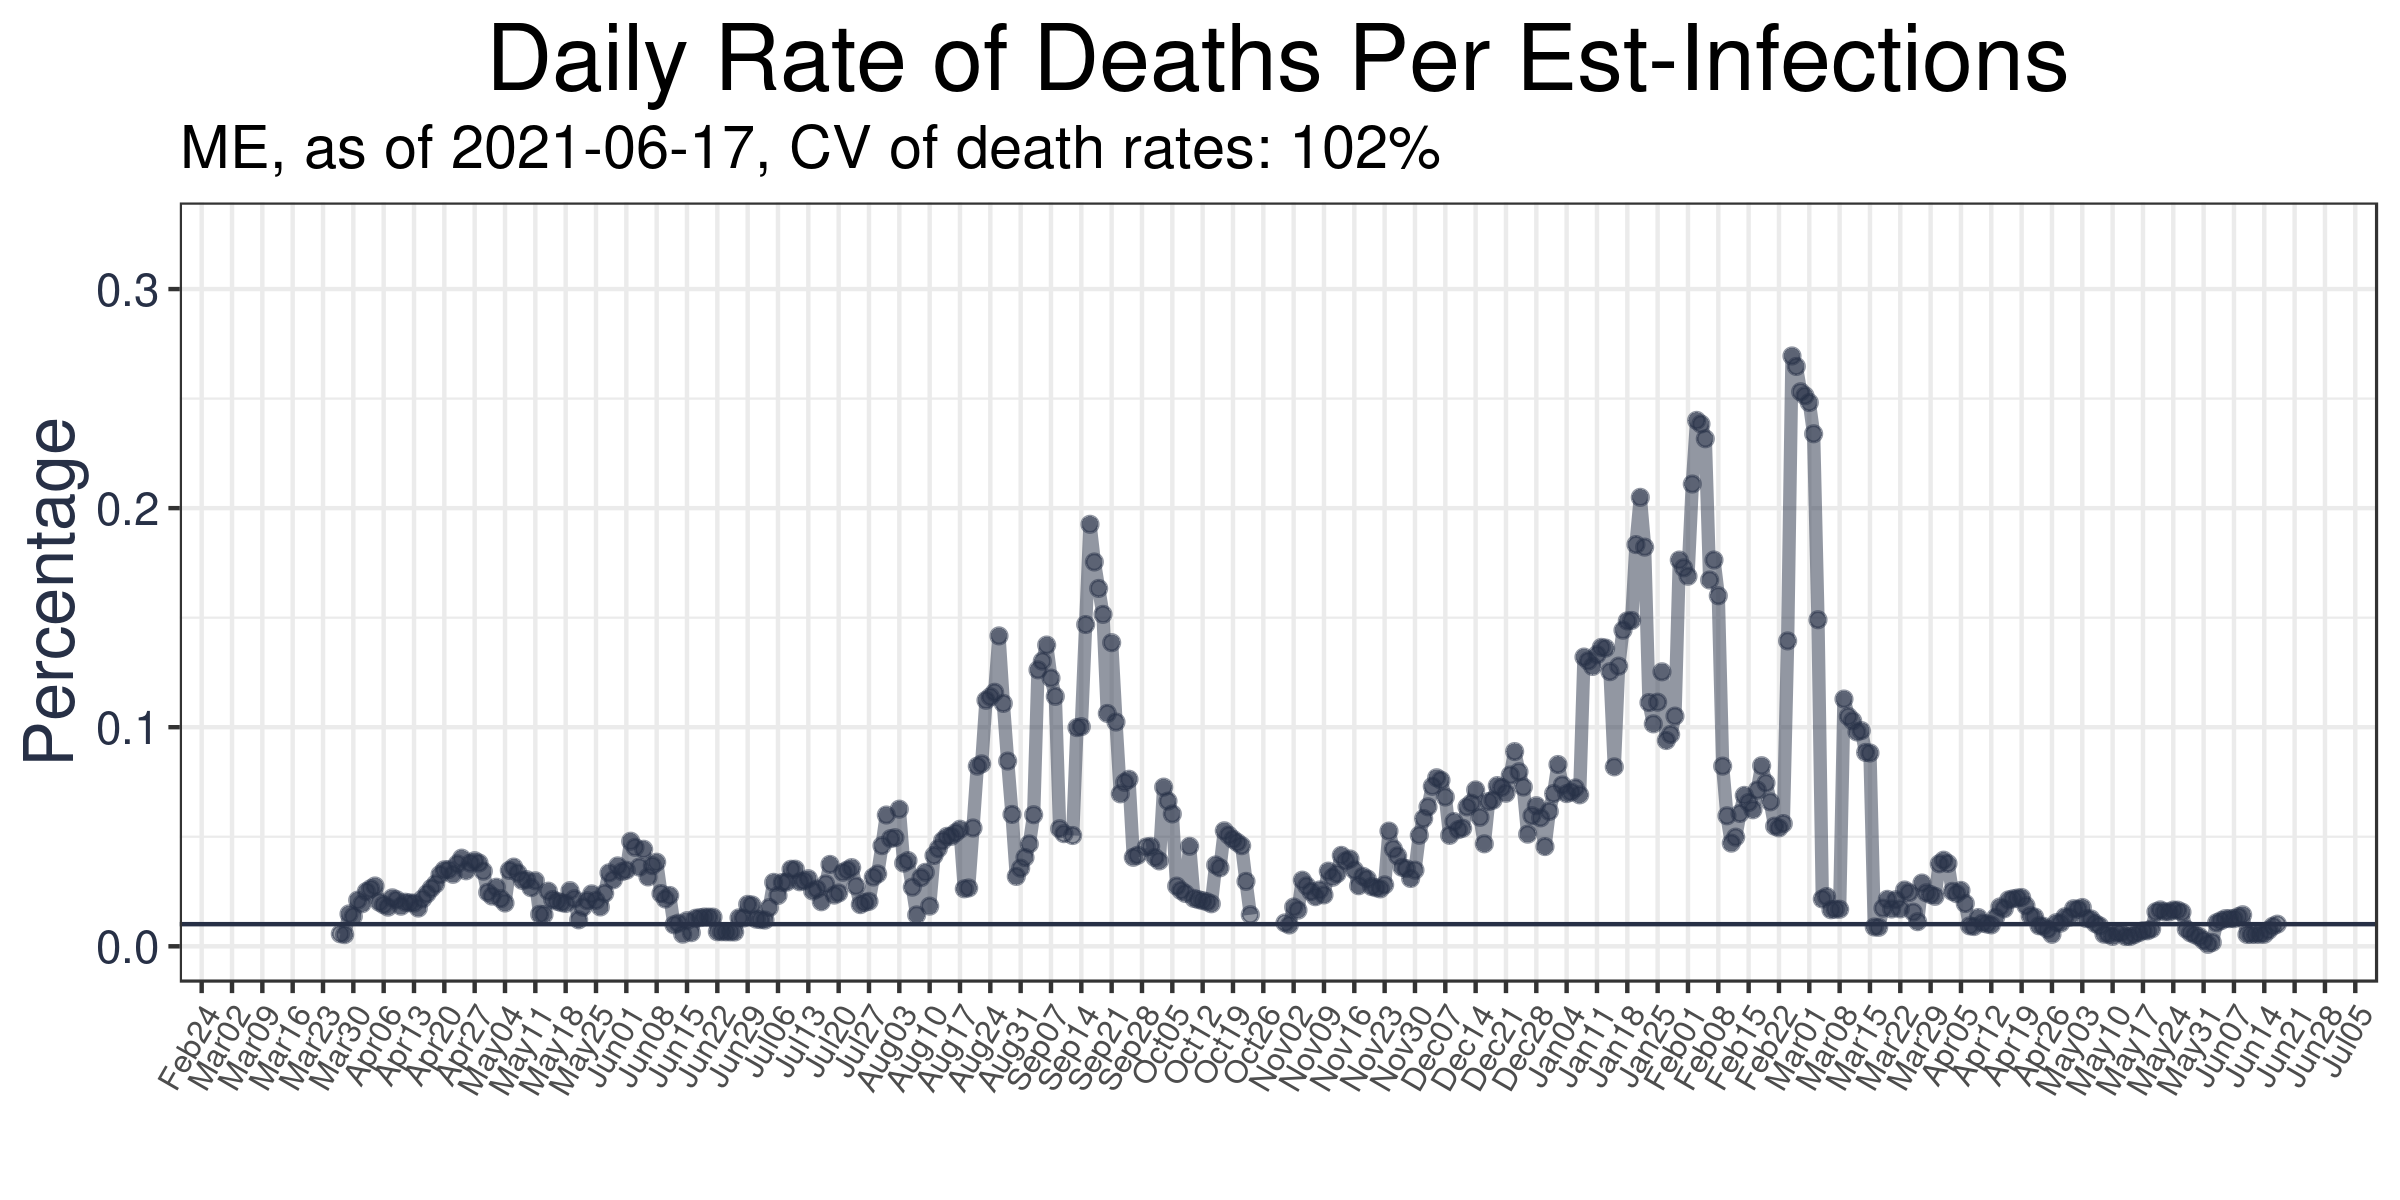 Daily Rate of Deaths Per Est-Infections
ME, as of 2021-06-17, CV of death rates: 102%
Percentage
0.3
0.2
0.1
0.0
Feb24
Mar02
Mar09
Mar16
Mar23
Mar30
Apr06
Apr13
Apr20
Apr27
May04
May11
May18
May25
Jun01
Jun08
Jun15
Jun22
Jun29
Jul06
Jul13
Jul20
Jul27
Aug03
Aug10
Aug17
Aug24
Aug31
Sep07
Sep14
Sep21
Sep28
Oct05
Oct12
Oct19
Oct26
Nov02
Nov09
Nov16
Nov23
Nov30
Dec07
Dec14
Dec21
Dec28
Jan04
Jan11
Jan18
Jan25
Feb01
Feb08
Feb15
Feb22
Mar01
Mar08
Mar15
Mar22
Mar29
Apr05
Apr12
Apr19
Apr26
May03
May10
May17
May24
May31
Jun07
Jun14
Jun21
Jun28
Jul05